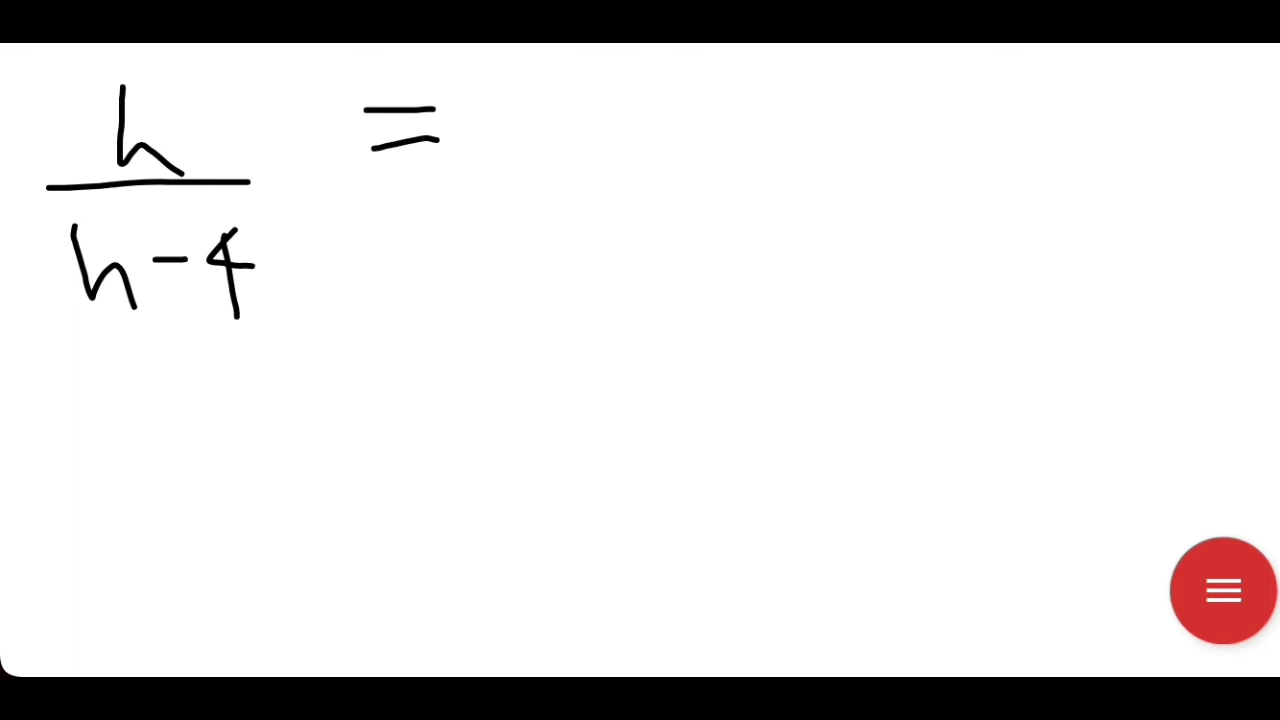 h =
h - 4